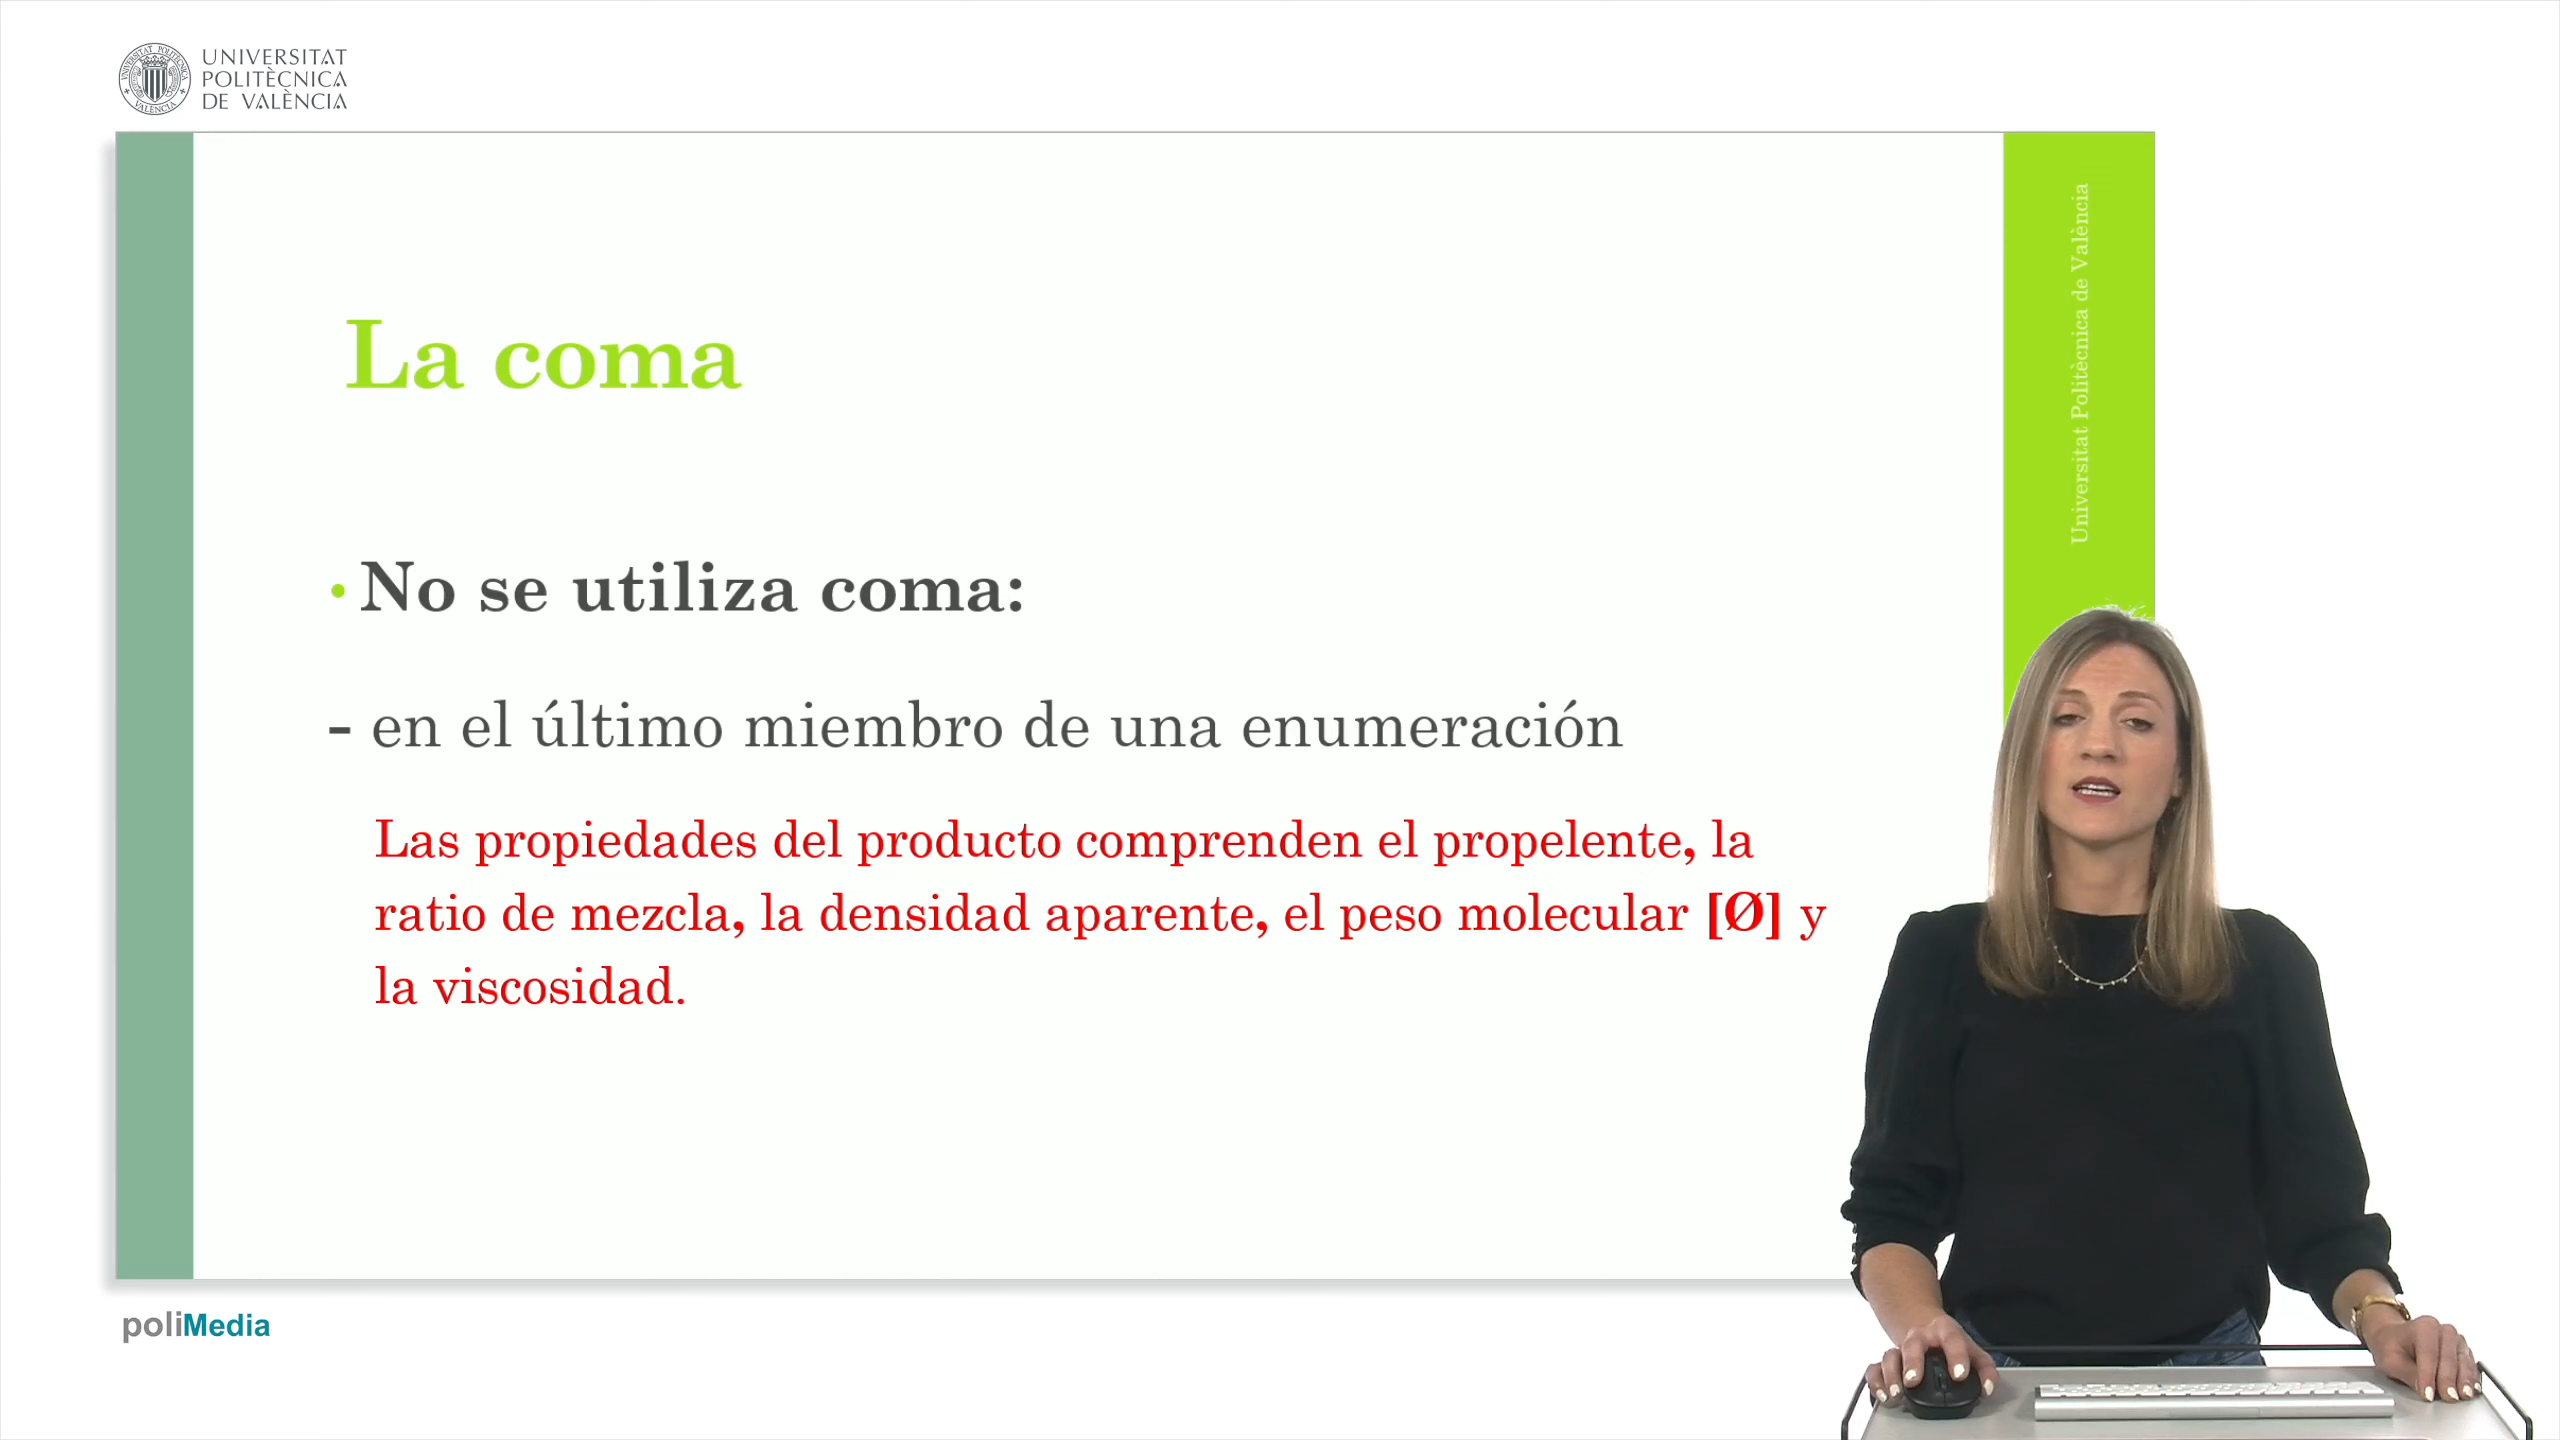 UNIVERSITAT
POLITÈCNICA
DE VALÈNCIA
La coma
Universitat Politècnica de València
• No se utiliza coma:
- en el último miembro de una enumeración
Las propiedades del producto comprenden el propelente, la
ratio de mezcla, la densidad aparente, el peso molecular [Ø] y
la viscosidad.
poliMedia